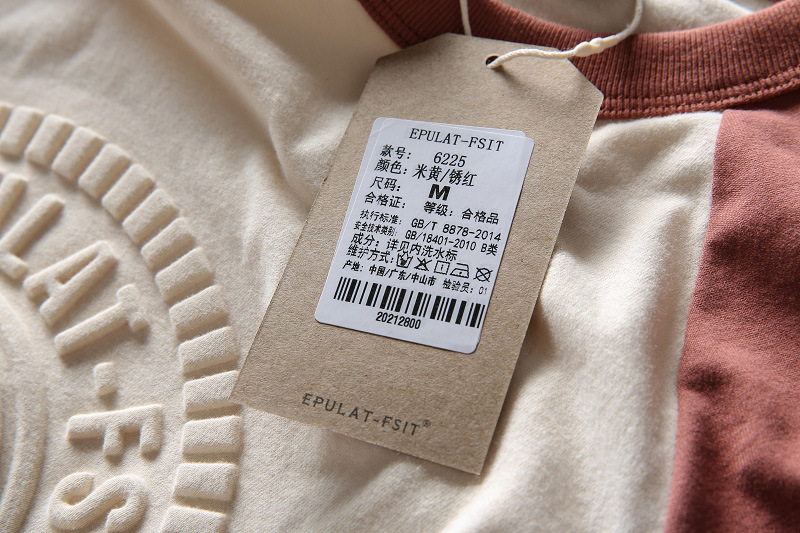 EPULAT-FSIT
款号: 6225
颜色: 米黄/锈红
尺码: M
合格证: 等级: 合格品
执行标准: GB/T 8878-2014
安全技术类别: GB/18401-2010 B类
成分: 详见内洗水标
维护方式:
产地: 中国/广东/中山市 检验员: 01
20212800
EPULAT-FSIT®
ULAT-FS